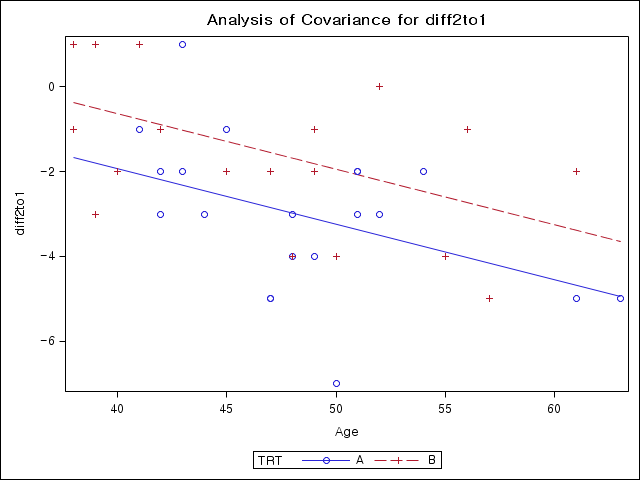 Analysis of Covariance for diff2to1
diff2to1
0
−2
−4
−6
40 45 50 55 60
Age
TRT A B